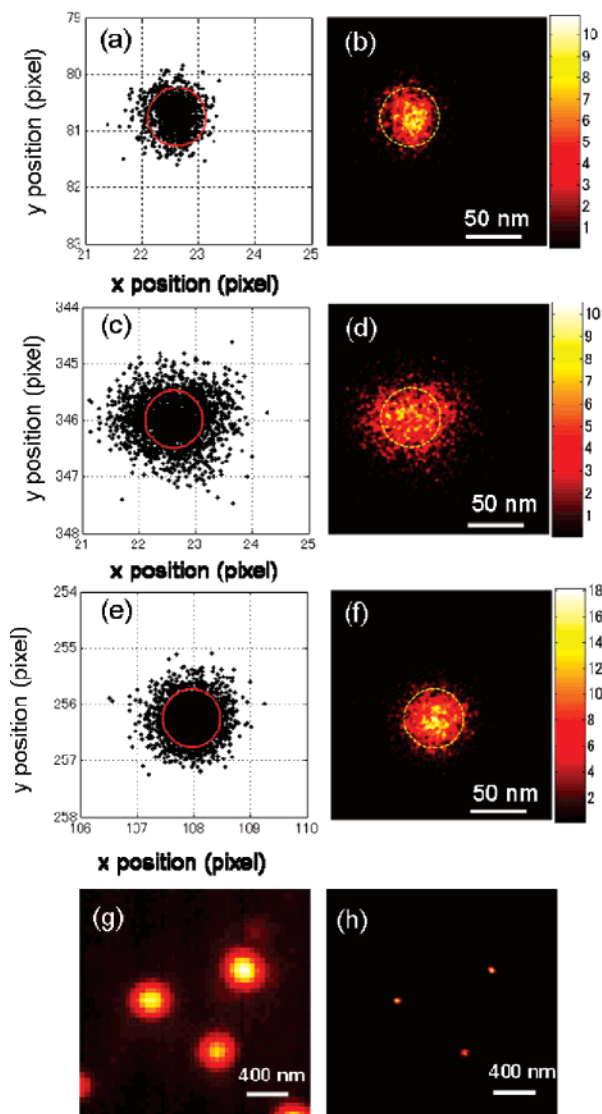 (a)
(b)
79
80
81
82
83
y position (pixel)
21 22 23 24 25
x position (pixel)
50 nm
10
9
8
7
6
5
4
3
2
1
(c)
(d)
344
345
346
347
348
y position (pixel)
21 22 23 24 25
x position (pixel)
50 nm
10
9
8
7
6
5
4
3
2
1
(e)
(f)
254
255
256
257
258
y position (pixel)
106 107 108 109 110
x position (pixel)
50 nm
18
16
14
12
10
8
6
4
2
(g)
(h)
400 nm
400 nm